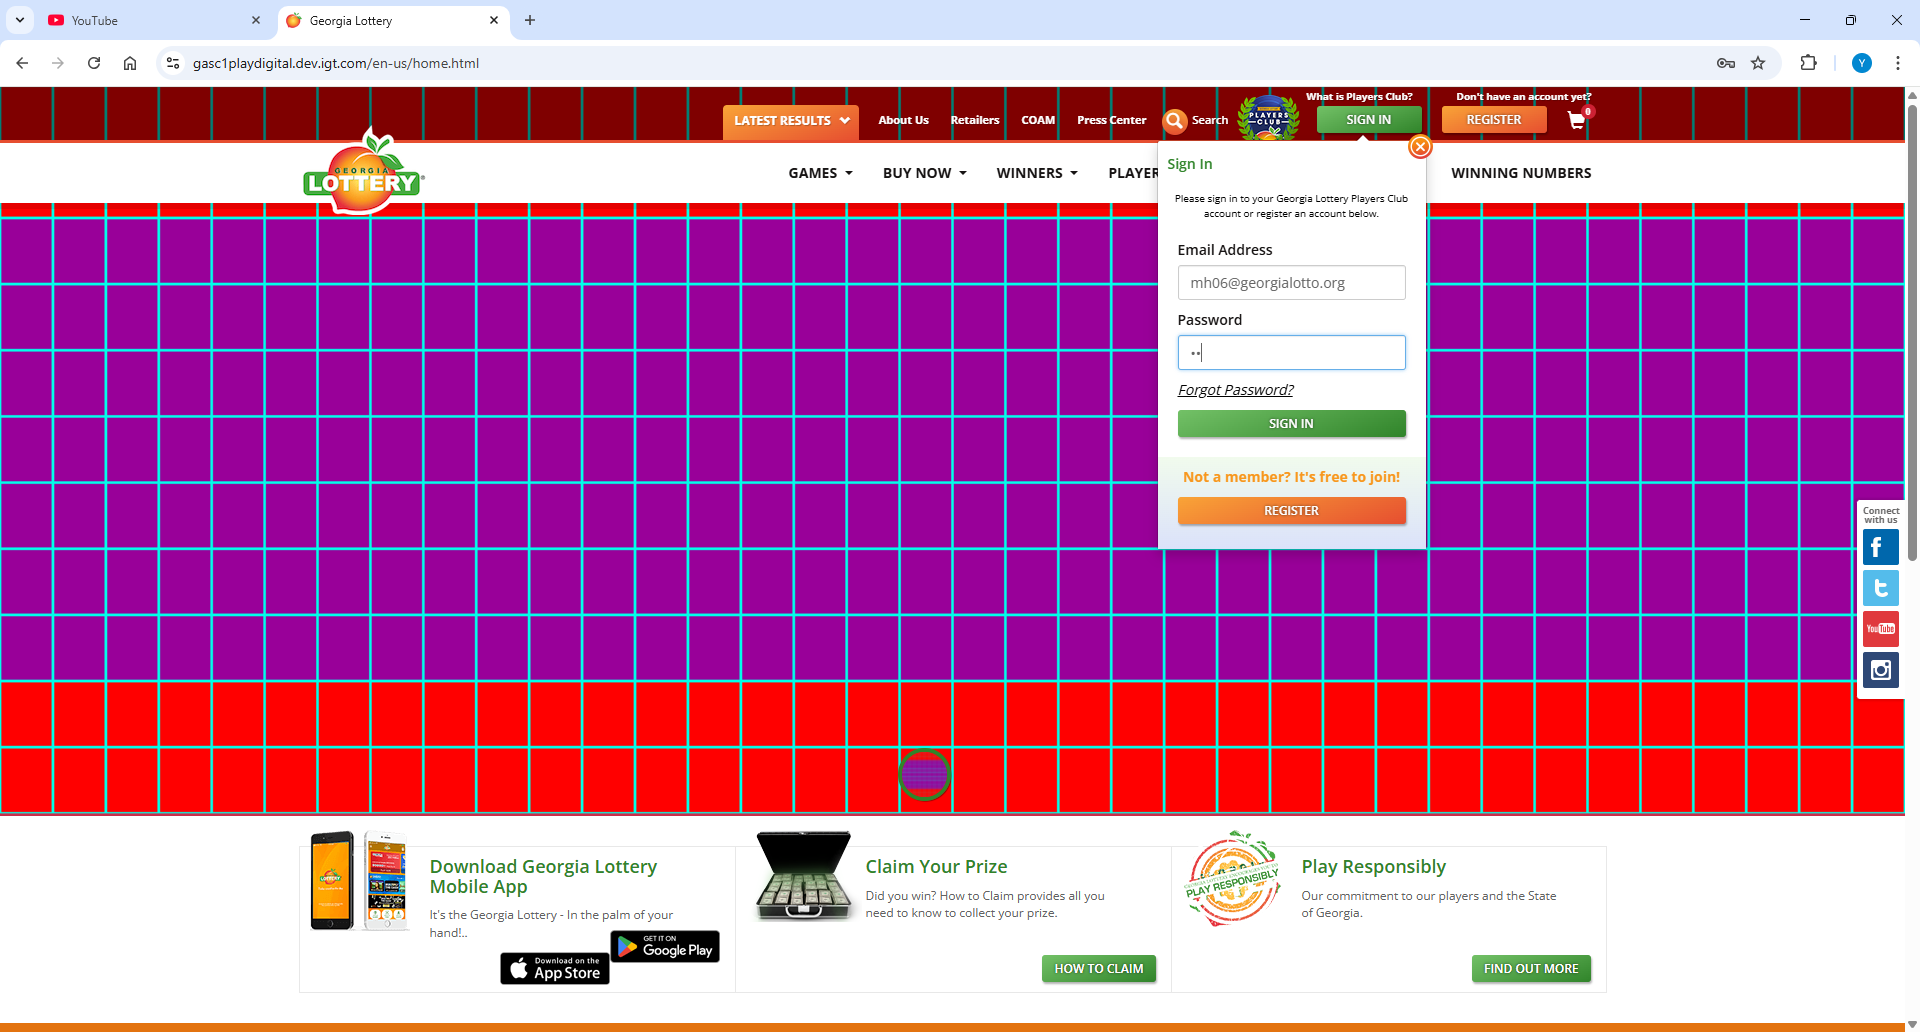 YouTube
Georgia Lottery
gasc1playdigital.dev.igt.com/en-us/home.html
Y
What is Players Club?
Don't have an account yet?
LATEST RESULTS
About Us
Retailers
COAM
Press Center
Search
PLAYERS
CLUB
SIGN IN
REGISTER
0
GEORGIA
LOTTERY
GAMES
BUY NOW
WINNERS
PLAYER
WINNING NUMBERS
Sign In
Please sign in to your Georgia Lottery Players Club
account or register an account below.
Email Address
mh06@georgialotto.org
Password
Forgot Password?
SIGN IN
Not a member? It's free to join!
REGISTER
Connect
with us
YouTube
Download Georgia Lottery
Mobile App
It's the Georgia Lottery - In the palm of your
hand!..
GET IT ON
Google Play
Download on the
App Store
Claim Your Prize
Did you win? How to Claim provides all you
need to know to collect your prize.
HOW TO CLAIM
PLAY RESPONSIBLY
Play Responsibly
Our commitment to our players and the State
of Georgia.
FIND OUT MORE